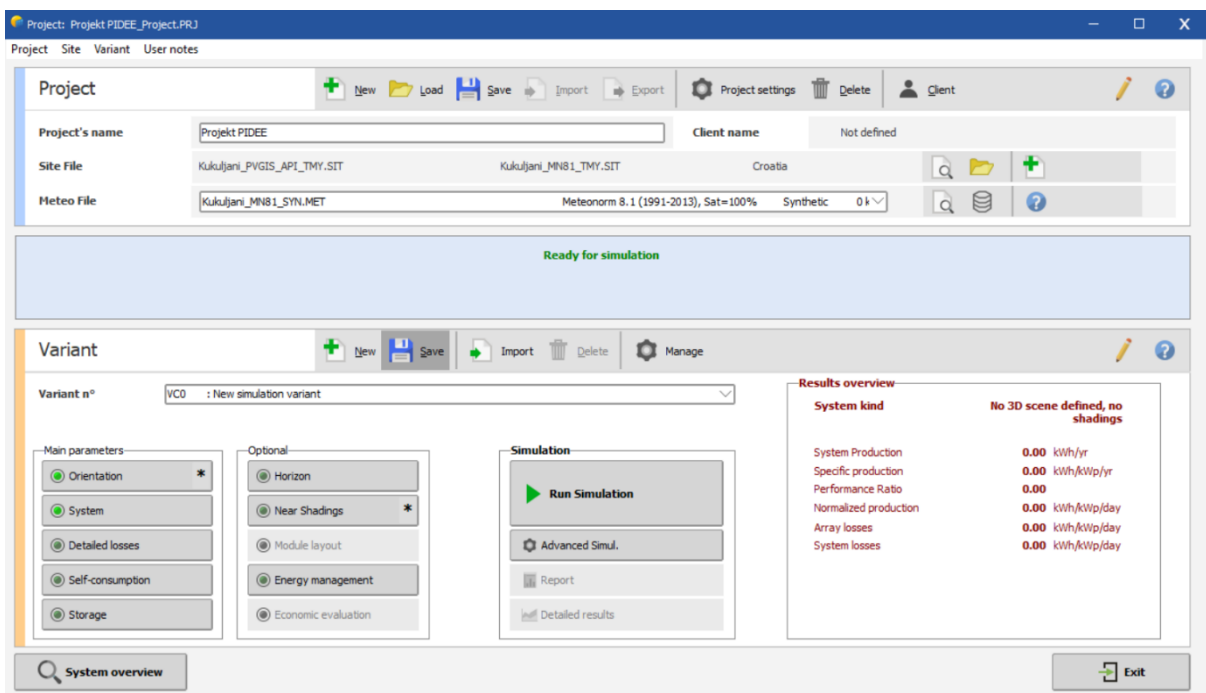 Project: Projekt PIDEE_Project.PRJ
Project Site Variant User notes
Project New Load Save Import Export Project settings Delete Client
Project's name Projekt PIDEE Client name Not defined
Site File Kukuljani_PVGIS_API_TMY.SIT Kukuljani_MN81_TMY.SIT Croatia
Meteo File Kukuljani_MN81_SYN.MET Meteonorm 8.1 (1991-2013), Sat=100% Synthetic 0 k
Ready for simulation
Variant New Save Import Delete Manage
Variant n° VC0 : New simulation variant
Results overview
System kind No 3D scene defined, no
shadings
Main parameters Optional Simulation
Orientation * Horizon Run Simulation
System Near Shadings *
Detailed losses Module layout Advanced Simul.
Self-consumption Energy management Report
Storage Economic evaluation Detailed results
System Production 0.00 kWh/yr
Specific production 0.00 kWh/kWp/yr
Performance Ratio 0.00
Normalized production 0.00 kWh/kWp/day
Array losses 0.00 kWh/kWp/day
System losses 0.00 kWh/kWp/day
System overview Exit